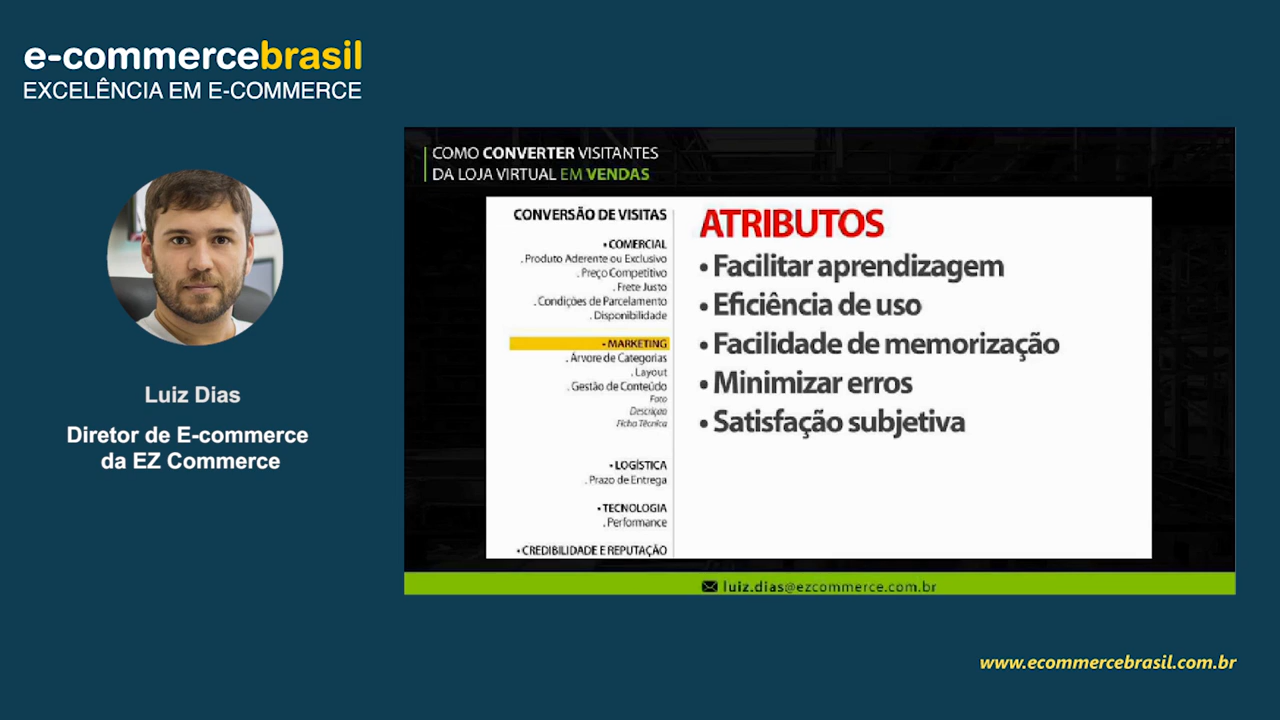 e-commercebrasil
EXCELÊNCIA EM E-COMMERCE
Luiz Dias
Diretor de E-commerce
da EZ Commerce
COMO CONVERTER VISITANTES
DA LOJA VIRTUAL EM VENDAS
CONVERSÃO DE VISITAS
• COMERCIAL
. Produto Aderente ou Exclusivo
. Preço Competitivo
. Frete Justo
. Condições de Parcelamento
. Disponibilidade
• MARKETING
. Árvore de Categorias
. Layout
. Gestão de Conteúdo
Foto
Descrição
Ficha Técnica
• LOGÍSTICA
. Prazo de Entrega
• TECNOLOGIA
. Performance
• CREDIBILIDADE E REPUTAÇÃO
ATRIBUTOS
• Facilitar aprendizagem
• Eficiência de uso
• Facilidade de memorização
• Minimizar erros
• Satisfação subjetiva
luiz.dias@ezcommerce.com.br
www.ecommercebrasil.com.br